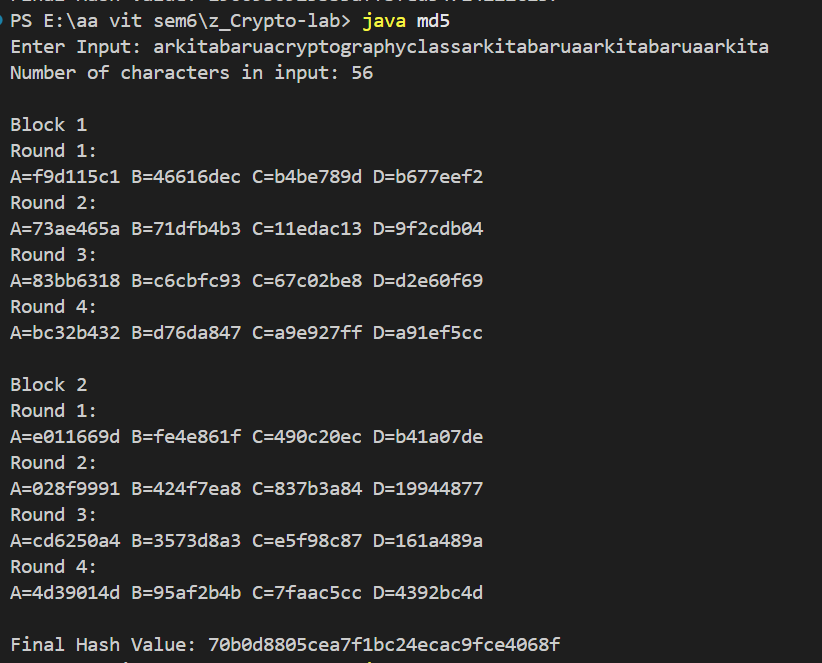 PS E:\aa vit sem6\z_Crypto-lab> java md5
Enter Input: arkitabaruacryptographyclassarkitabaruaarkitabaruaarkita
Number of characters in input: 56
Block 1
Round 1:
A=f9d115c1 B=46616dec C=b4be789d D=b677eef2
Round 2:
A=73ae465a B=71dfb4b3 C=11edac13 D=9f2cdb04
Round 3:
A=83bb6318 B=c6cbfc93 C=67c02be8 D=d2e60f69
Round 4:
A=bc32b432 B=d76da847 C=a9e927ff D=a91ef5cc
Block 2
Round 1:
A=e011669d B=fe4e861f C=490c20ec D=b41a07de
Round 2:
A=028f9991 B=424f7ea8 C=837b3a84 D=19944877
Round 3:
A=cd6250a4 B=3573d8a3 C=e5f98c87 D=161a489a
Round 4:
A=4d39014d B=95af2b4b C=7faac5cc D=4392bc4d
Final Hash Value: 70b0d8805cea7f1bc24ecac9fce4068f